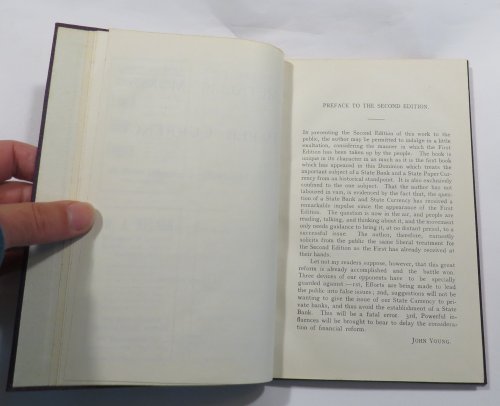 PREFACE TO THE SECOND EDITION.
IN presenting the Second Edition of this work to the
public, the author may be permitted to indulge in a little
exultation, considering the manner in which the First
Edition has been taken up by the people. The book is
unique in its character in as much as it is the first book
which has appeared in this Dominion which treats the
important subject of a State Bank and a State Paper Cur-
rency from an historical standpoint. It is also exclusively
confined to the one subject. That the author has not
laboured in vain, is evidenced by the fact that, the ques-
tion of a State Bank and State Currency has received a
remarkable impulse since the appearance of the First
Edition. The question is now in the air, and people are
reading, talking, and thinking about it, and the movement
only needs guidance to bring it, at no distant period, to a
successful issue. The author, therefore, earnestly
solicits from the public the same liberal treatment for
the Second Edition as the First has already received at
their hands.
Let not my readers suppose, however, that this great
reform is already accomplished and the battle won.
Three devices of our opponents have to be specially
guarded against:—1st, Efforts are being made to lead
the public into false issues; 2nd, suggestions will not be
wanting to give the issue of our State Currency to pri-
vate banks, and thus avoid the establishment of a State
Bank. This will be a fatal error. 3rd, Powerful in-
fluences will be brought to bear to delay the considera-
tion of financial reform.
JOHN YOUNG.